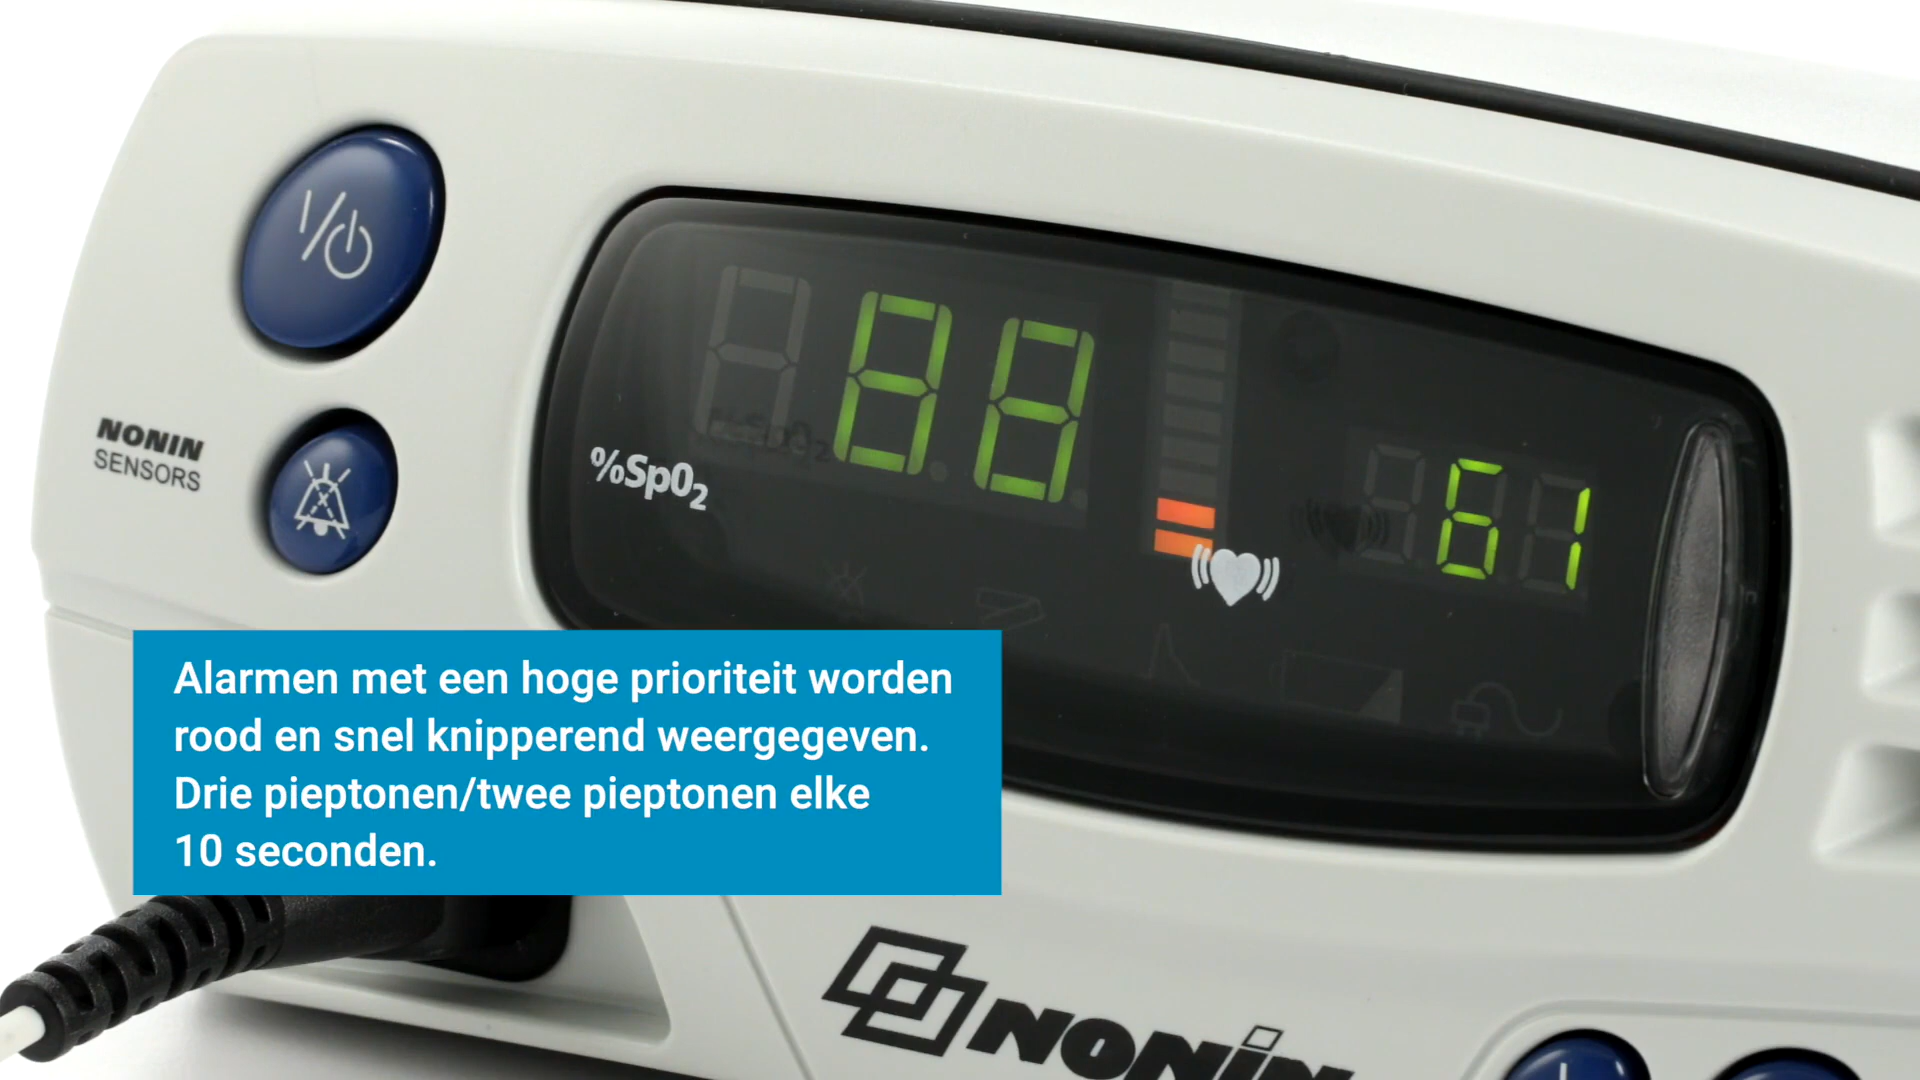 NONIN
SENSORS
%SpO2
88
61
Alarmen met een hoge prioriteit worden
rood en snel knipperend weergegeven.
Drie pieptonen/twee pieptonen elke
10 seconden.
NONIN